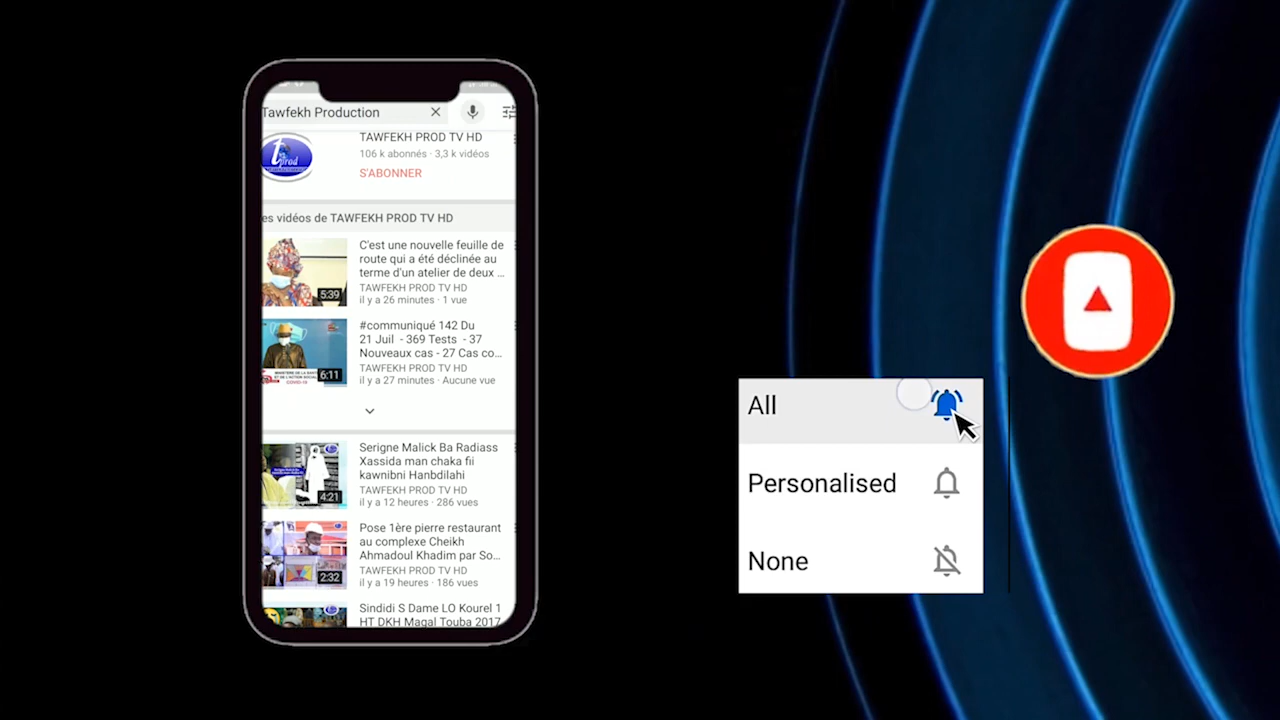 Tawfekh Production
TAWFEKH PROD TV HD
106 k abonnés · 3,3 k vidéos
tprod
S'ABONNER
es vidéos de TAWFEKH PROD TV HD
C'est une nouvelle feuille de
route qui a été déclinée au
terme d'un atelier de deux ...
TAWFEKH PROD TV HD
il y a 26 minutes · 1 vue
5:39
#communiqué 142 Du
21 Juil - 369 Tests - 37
Nouveaux cas - 27 Cas co...
TAWFEKH PROD TV HD
il y a 27 minutes · Aucune vue
6:11
Serigne Malick Ba Radiass
Xassida man chaka fii
kawnibni Hanbdilahi
TAWFEKH PROD TV HD
il y a 12 heures · 286 vues
4:21
Pose 1ère pierre restaurant
au complexe Cheikh
Ahmadoul Khadim par So...
TAWFEKH PROD TV HD
il y a 19 heures · 186 vues
2:32
Sindidi S Dame LO Kourel 1
HT DKH Magal Touba 2017
All
Personalised
None